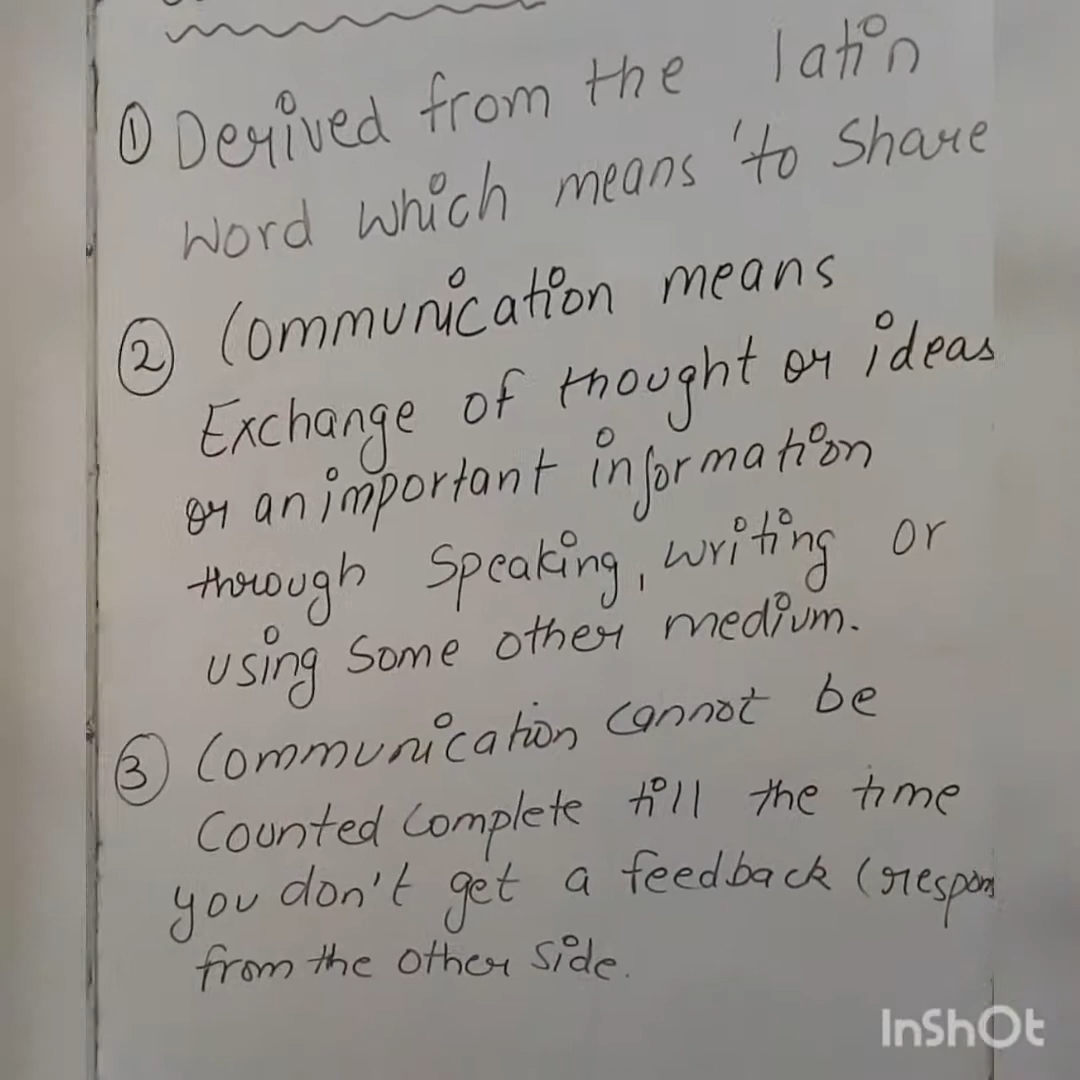 ① Derived from the latin
word which means 'to Share
② Communication means
Exchange of thought or ideas
or an important information
through Speaking, writing or
using Some other medium.
③ Communication cannot be
Counted Complete till the time
you don't get a feedback (respon
from the other side.
InShOt